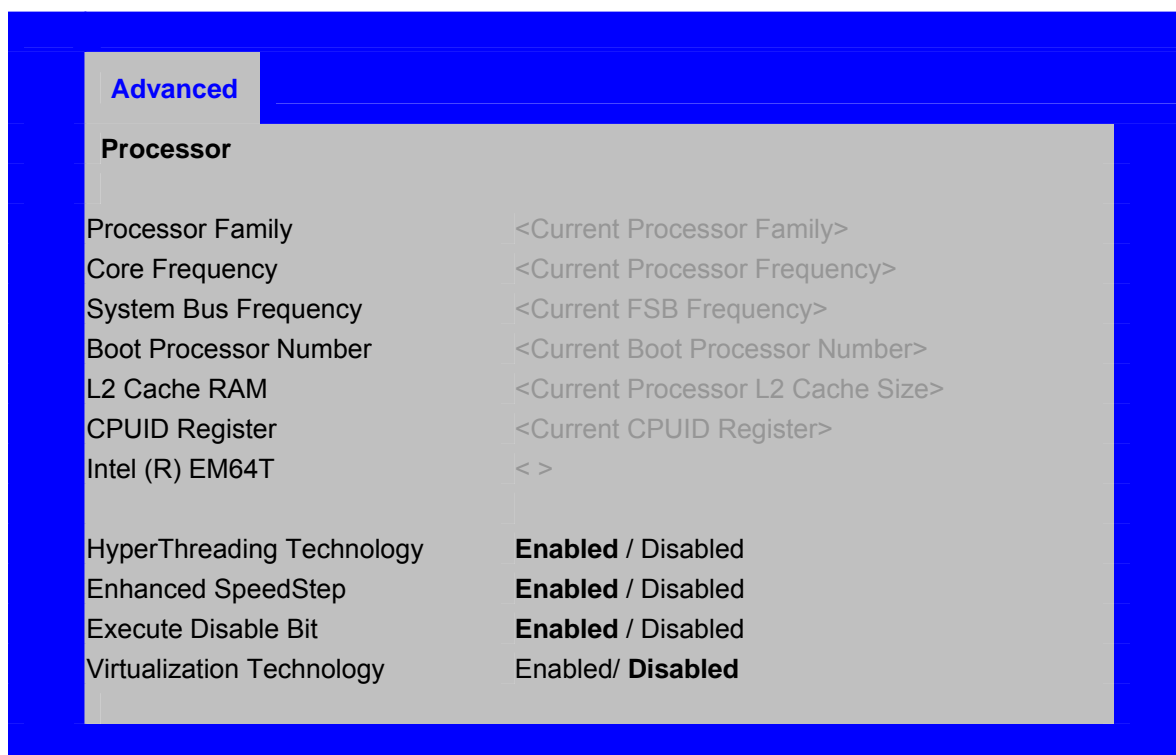 Advanced
Processor
Processor Family <Current Processor Family>
Core Frequency <Current Processor Frequency>
System Bus Frequency <Current FSB Frequency>
Boot Processor Number <Current Boot Processor Number>
L2 Cache RAM <Current Processor L2 Cache Size>
CPUID Register <Current CPUID Register>
Intel (R) EM64T < >
HyperThreading Technology Enabled / Disabled
Enhanced SpeedStep Enabled / Disabled
Execute Disable Bit Enabled / Disabled
Virtualization Technology Enabled/ Disabled